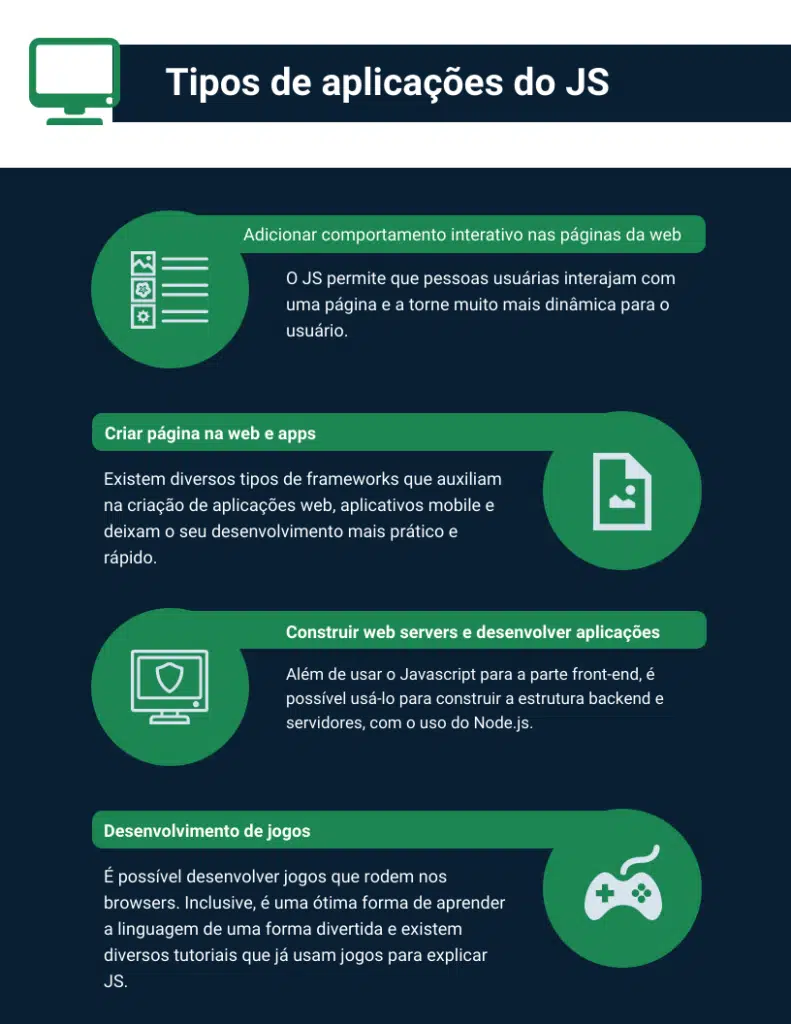 Tipos de aplicações do JS
Adicionar comportamento interativo nas páginas da web
O JS permite que pessoas usuárias interajam com
uma página e a torne muito mais dinâmica para o
usuário.
Criar página na web e apps
Existem diversos tipos de frameworks que auxiliam
na criação de aplicações web, aplicativos mobile e
deixam o seu desenvolvimento mais prático e
rápido.
Construir web servers e desenvolver aplicações
Além de usar o Javascript para a parte front-end, é
possível usá-lo para construir a estrutura backend e
servidores, com o uso do Node.js.
Desenvolvimento de jogos
É possível desenvolver jogos que rodem nos
browsers. Inclusive, é uma ótima forma de aprender
a linguagem de uma forma divertida e existem
diversos tutoriais que já usam jogos para explicar
JS.